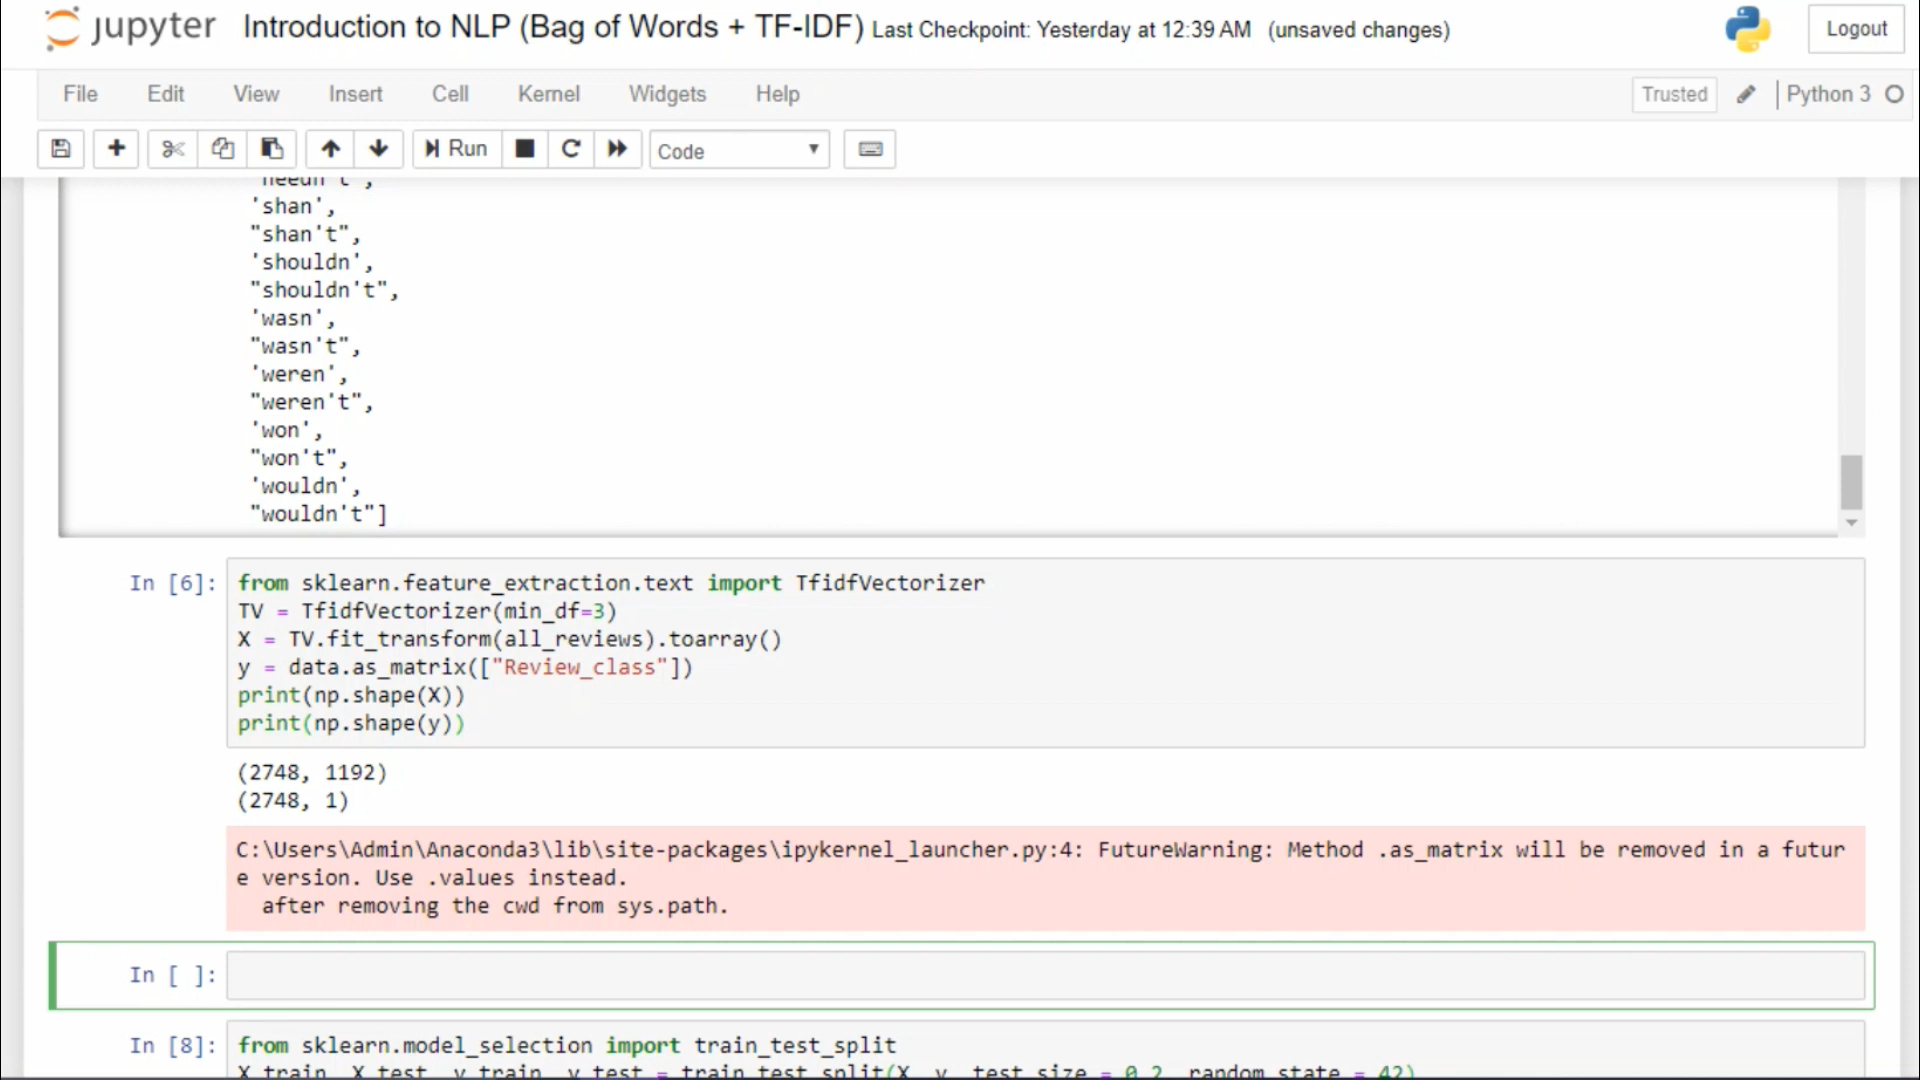 jupyter Introduction to NLP (Bag of Words + TF-IDF) Last Checkpoint: Yesterday at 12:39 AM (unsaved changes) Logout
File Edit View Insert Cell Kernel Widgets Help Trusted Python 3
Run Code
needn't",
'shan',
"shan't",
'shouldn',
"shouldn't",
'wasn',
"wasn't",
'weren',
"weren't",
'won',
"won't",
'wouldn',
"wouldn't"]
In [6]: from sklearn.feature_extraction.text import TfidfVectorizer
TV = TfidfVectorizer(min_df=3)
X = TV.fit_transform(all_reviews).toarray()
y = data.as_matrix(["Review_class"])
print(np.shape(X))
print(np.shape(y))
(2748, 1192)
(2748, 1)
C:\Users\Admin\Anaconda3\lib\site-packages\ipykernel_launcher.py:4: FutureWarning: Method .as_matrix will be removed in a futur
e version. Use .values instead.
after removing the cwd from sys.path.
In [ ]:
In [8]: from sklearn.model_selection import train_test_split
X_train, X_test, y_train, y_test = train_test_split(X, y, test_size = 0.2, random_state = 42)